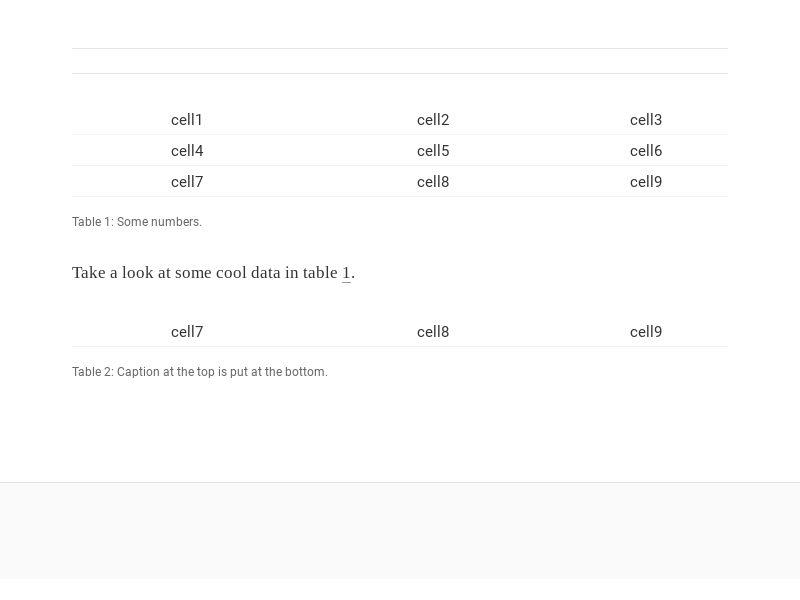 cell1 cell2 cell3
cell4 cell5 cell6
cell7 cell8 cell9
Table 1: Some numbers.
Take a look at some cool data in table 1.
cell7 cell8 cell9
Table 2: Caption at the top is put at the bottom.